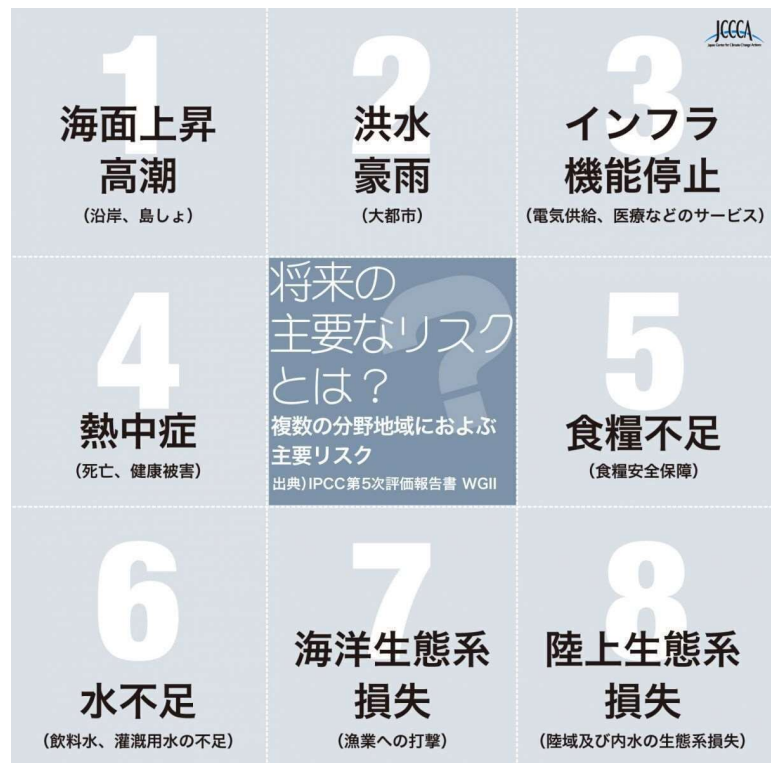 JCCCA
Japan Center for Climate Change Actions
1
海面上昇
高潮
(沿岸、島しょ)
2
洪水
豪雨
(大都市)
3
インフラ
機能停止
(電気供給、医療などのサービス)
4
熱中症
(死亡、健康被害)
?
将来の
主要なリスク
とは？
複数の分野地域におよぶ
主要リスク
出典)IPCC第5次評価報告書 WGII
5
食糧不足
(食糧安全保障)
6
水不足
(飲料水、灌漑用水の不足)
7
海洋生態系
損失
(漁業への打撃)
8
陸上生態系
損失
(陸域及び内水の生態系損失)